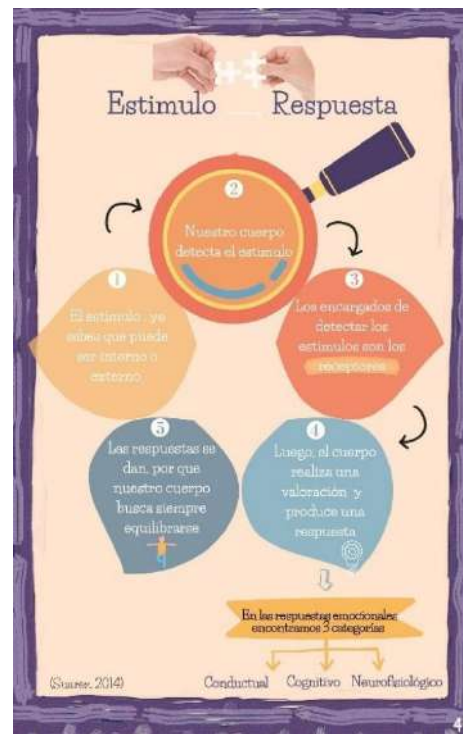 Estimulo Respuesta
1
El estimulo, ya
sabes que puede
ser interno o
externo
2
Nuestro cuerpo
detecta el estimulo
3
Los encargados de
detectar los
estimulos son los
receptores
4
Luego, el cuerpo
realiza una
valoración y
produce una
respuesta
5
Las respuestas se
dan, por que
nuestro cuerpo
busca siempre
equilibrarse
En las respuestas emocionales
encontramos 3 categorías
Conductual Cognitivo Neurofisiológico
(Suarez, 2014)
4